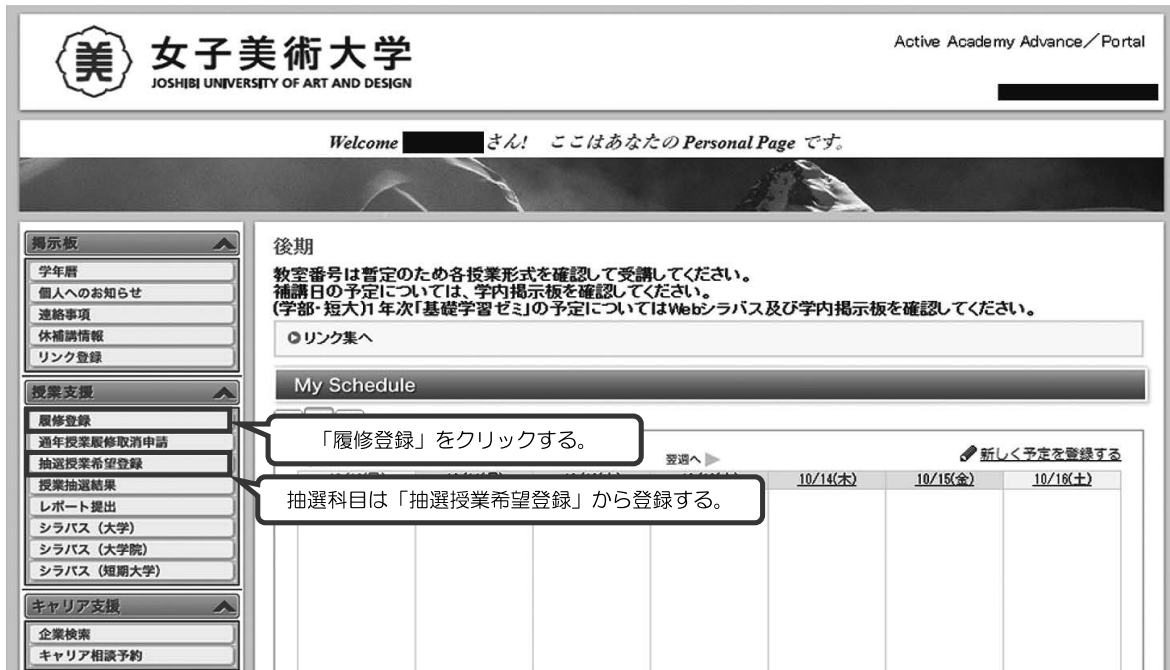 美
女子美術大学
JOSHIBI UNIVERSITY OF ART AND DESIGN
Active Academy Advance／Portal
Welcome さん! ここはあなたの Personal Page です。
掲示板
学年暦
個人へのお知らせ
連絡事項
休補講情報
リンク登録
授業支援
履修登録
通年授業履修取消申請
抽選授業希望登録
授業抽選結果
レポート提出
シラバス（大学）
シラバス（大学院）
シラバス（短期大学）
キャリア支援
企業検索
キャリア相談予約
後期
教室番号は暫定のため各授業形式を確認して受講してください。
補講日の予定については、学内掲示板を確認してください。
(学部・短大)1年次「基礎学習ゼミ」の予定についてはWebシラバス及び学内掲示板を確認してください。
リンク集へ
My Schedule
「履修登録」をクリックする。
翌週へ
新しく予定を登録する
10/14(木) 10/15(金) 10/16(土)
抽選科目は「抽選授業希望登録」から登録する。